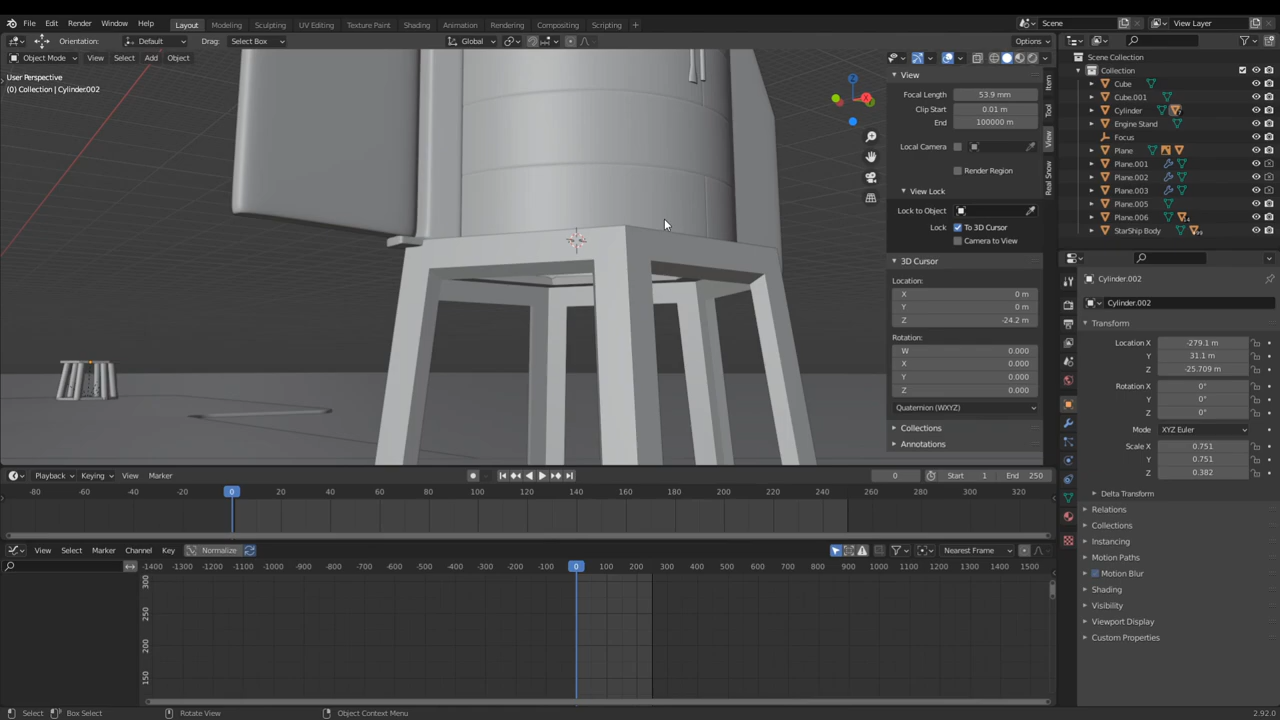 File Edit Render Window Help Layout Modeling Sculpting UV Editing Texture Paint Shading Animation Rendering Compositing Scripting + Scene View Layer
Orientation: Default Drag: Select Box Global Options
Object Mode View Select Add Object
User Perspective
(0) Collection | Cylinder.002
View
Focal Length 53.9 mm
Clip Start 0.01 m
End 100000 m
Local Camera
Render Region
View Lock
Lock to Object
Lock To 3D Cursor
Camera to View
3D Cursor
Location:
X 0 m
Y 0 m
Z -24.2 m
Rotation:
W 0.000
X 0.000
Y 0.000
Z 0.000
Quaternion (WXYZ)
Collections
Annotations
Item
Tool
View
Real Snow
Z
X
Scene Collection
Collection
Cube
Cube.001
Cylinder
Engine Stand
Focus
Plane
Plane.001
Plane.002
Plane.003
Plane.005
Plane.006
StarShip Body
Cylinder.002
Cylinder.002
Transform
Location X -279.1 m
Y 31.1 m
Z -25.709 m
Rotation X 0°
Y 0°
Z 0°
Mode XYZ Euler
Scale X 0.751
Y 0.751
Z 0.382
Delta Transform
Relations
Collections
Instancing
Motion Paths
Motion Blur
Shading
Visibility
Viewport Display
Custom Properties
Playback Keying View Marker 0 Start 1 End 250
-80 -60 -40 -20 0 20 40 60 80 100 120 140 160 180 200 220 240 260 280 300 320
View Select Marker Channel Key Normalize Nearest Frame
-1400 -1300 -1200 -1100 -1000 -900 -800 -700 -600 -500 -400 -300 -200 -100 0 100 200 300 400 500 600 700 800 900 1000 1100 1200 1300 1400 1500
300
250
200
150
Select Box Select Rotate View Object Context Menu 2.92.0